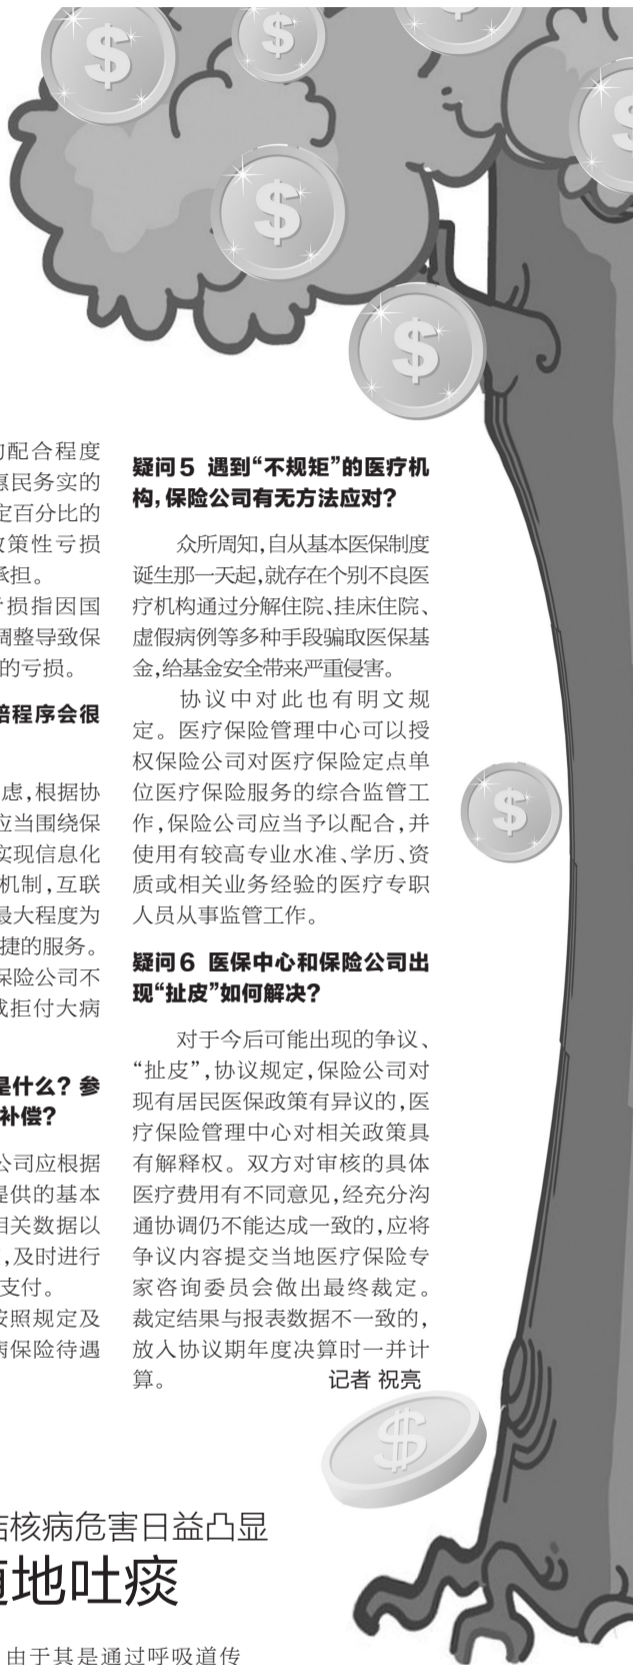 的配合程度
惠民务实的
定百分比的
政策性亏损
承担。
亏损指因国
调整导致保
的亏损。
赔程序会很
虑,根据协
应当围绕保
实现信息化
机制,互联
最大程度为
捷的服务。
保险公司不
或拒付大病
是什么？参
补偿？
公司应根据
提供的基本
相关数据以
,及时进行
支付。
按照规定及
病保险待遇
疑问5 遇到“不规矩”的医疗机
构,保险公司有无方法应对？
众所周知,自从基本医保制度
诞生那一天起,就存在个别不良医
疗机构通过分解住院、挂床住院、
虚假病例等多种手段骗取医保基
金,给基金安全带来严重侵害。
协议中对此也有明文规
定。医疗保险管理中心可以授
权保险公司对医疗保险定点单
位医疗保险服务的综合监管工
作,保险公司应当予以配合,并
使用有较高专业水准、学历、资
质或相关业务经验的医疗专职
人员从事监管工作。
疑问6 医保中心和保险公司出
现“扯皮”如何解决？
对于今后可能出现的争议、
“扯皮”,协议规定,保险公司对
现有居民医保政策有异议的,医
疗保险管理中心对相关政策具
有解释权。双方对审核的具体
医疗费用有不同意见,经充分沟
通协调仍不能达成一致的,应将
争议内容提交当地医疗保险专
家咨询委员会做出最终裁定。
裁定结果与报表数据不一致的,
放入协议期年度决算时一并计
算。 记者 祝亮
结核病危害日益凸显
随地吐痰
由于其是通过呼吸道传